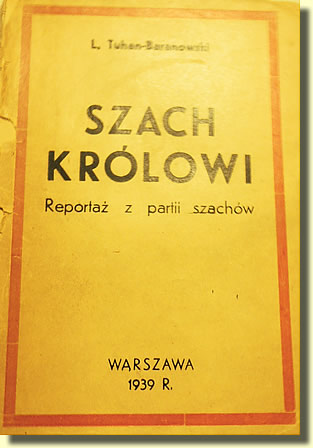 L. Tuhan-Baranowski
SZACH
KRÓLOWI
Reportaż z partii szachów
WARSZAWA
1939 R.